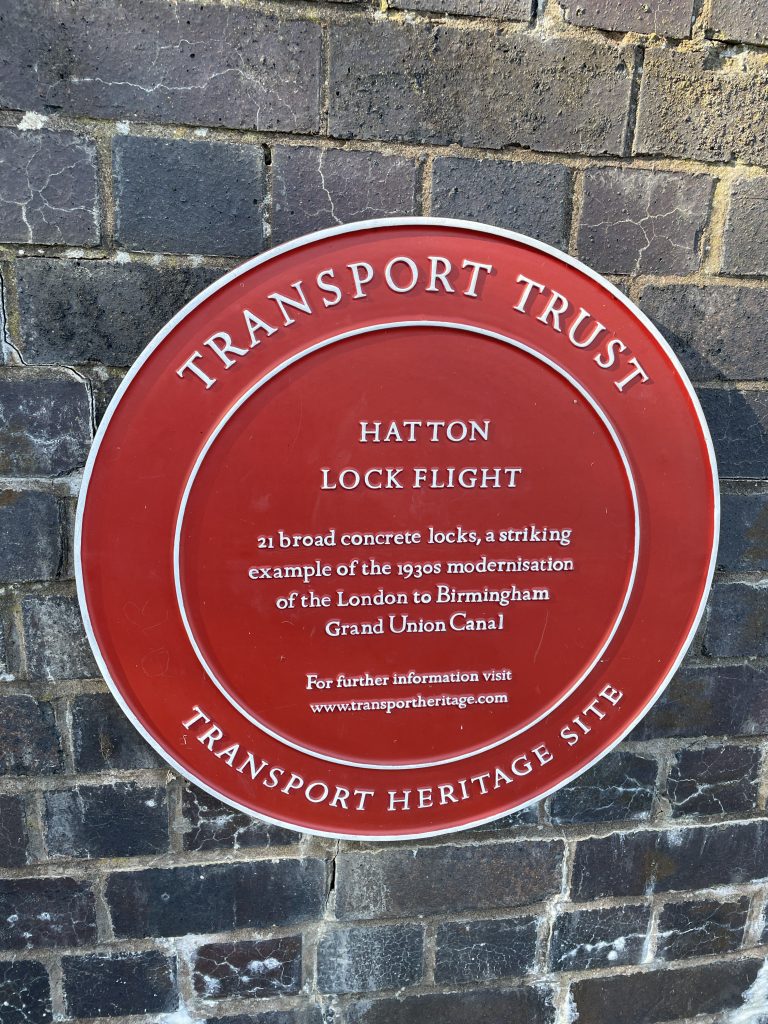 TRANSPORT TRUST
HATTON
LOCK FLIGHT
21 broad concrete locks, a striking
example of the 1930s modernisation
of the London to Birmingham
Grand Union Canal
For further information visit
www.transportheritage.com
TRANSPORT HERITAGE SITE